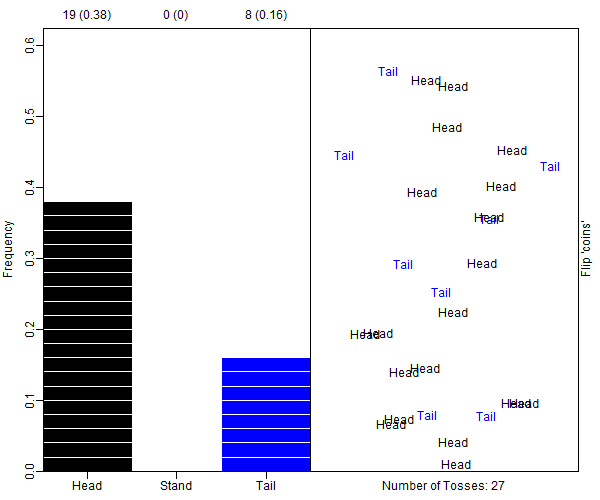 19 (0.38)
0 (0)
8 (0.16)
Frequency
0.6
0.5
0.4
0.3
0.2
0.1
0.0
Head
Stand
Tail
Tail
Head
Head
Head
Head
Tail
Tail
Head
Head
Head
Tail
Tail
Head
Tail
Head
Head
Head
Head
Head
Head
Head
Head
Tail
Tail
Head
Head
Head
Number of Tosses: 27
Flip 'coins'